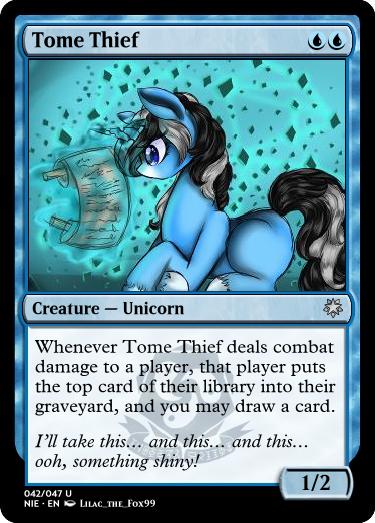 Tome Thief
Creature — Unicorn
Whenever Tome Thief deals combat
damage to a player, that player puts
the top card of their library into their
graveyard, and you may draw a card.
I'll take this... and this... and this...
ooh, something shiny!
1/2
042/047 U
NIE • EN Lilac_the_Fox99